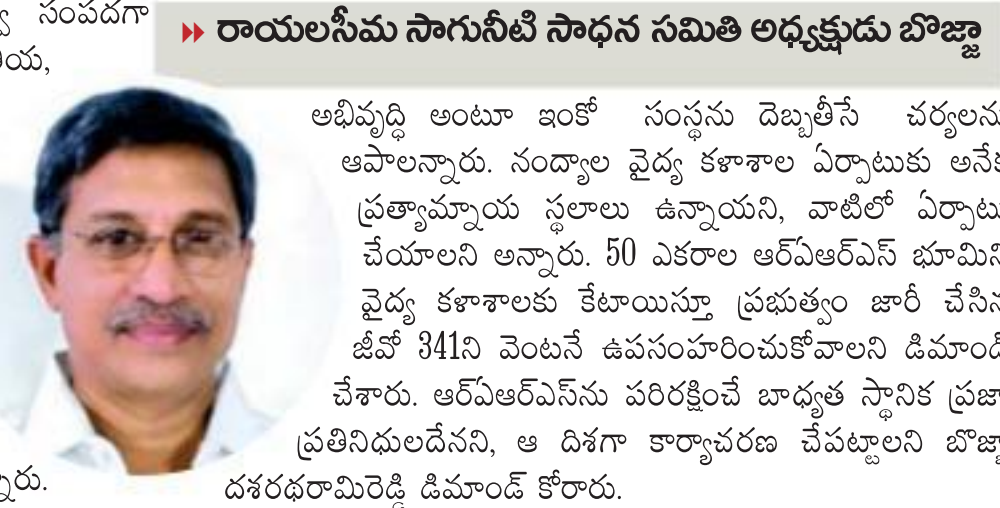 సంపదగా
రాయలసీమ సాగునీటి సాధన సమితి అధ్యక్షుడు బొజ్జా
అభివృద్ధి అంటూ ఇంకో సంస్థను దెబ్బతీసే చర్యలను
ఆపాలన్నారు. నంద్యాల వైద్య కళాశాల ఏర్పాటుకు అనేక
ప్రత్యామ్నాయ స్థలాలు ఉన్నాయని, వాటిలో ఏర్పాటు
చేయాలని అన్నారు. 50 ఎకరాల ఆర్ఏఆర్ఎస్ భూమిని
వైద్య కళాశాలకు కేటాయిస్తూ ప్రభుత్వం జారీ చేసిన
జీవో 341ని వెంటనే ఉపసంహరించుకోవాలని డిమాండ్
చేశారు. ఆర్ఏఆర్ఎస్‌ను పరిరక్షించే బాధ్యత స్థానిక ప్రజా
ప్రతినిధులదేనని, ఆ దిశగా కార్యాచరణ చేపట్టాలని బొజ్జా
దశరథరామిరెడ్డి డిమాండ్ కోరారు.